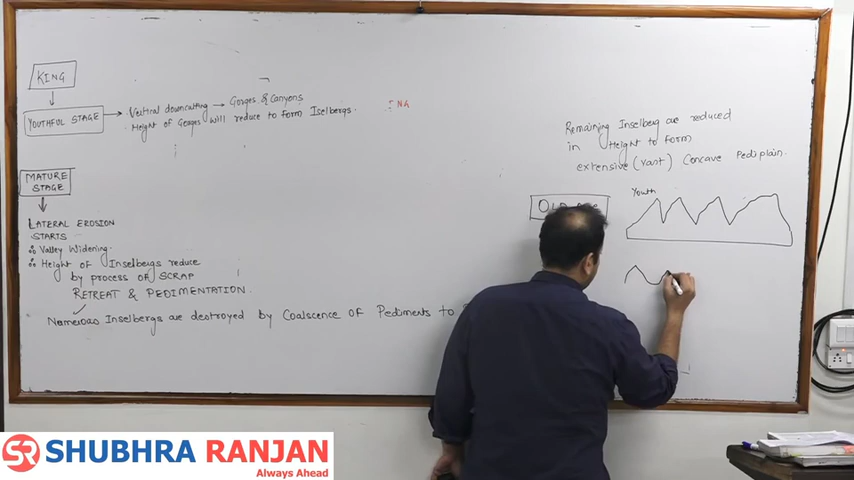 KING
YOUTHFUL STAGE
Vertical downcutting → Gorges & Canyons
. Height of Gorges will reduce to form Iselbergs.
NG
MATURE
STAGE
LATERAL EROSION
STARTS
∴ Valley Widening.
∴ Height of Inselbergs reduce
by process of SCRAP
RETREAT & PEDIMENTATION
Numerous Inselbergs are destroyed by Coalscence of Pediments to
Remaining Inselberg are reduced
in Height to form
extensive (vast) Concave Pediplain.
Youth
SR
SHUBHRA RANJAN
Always Ahead